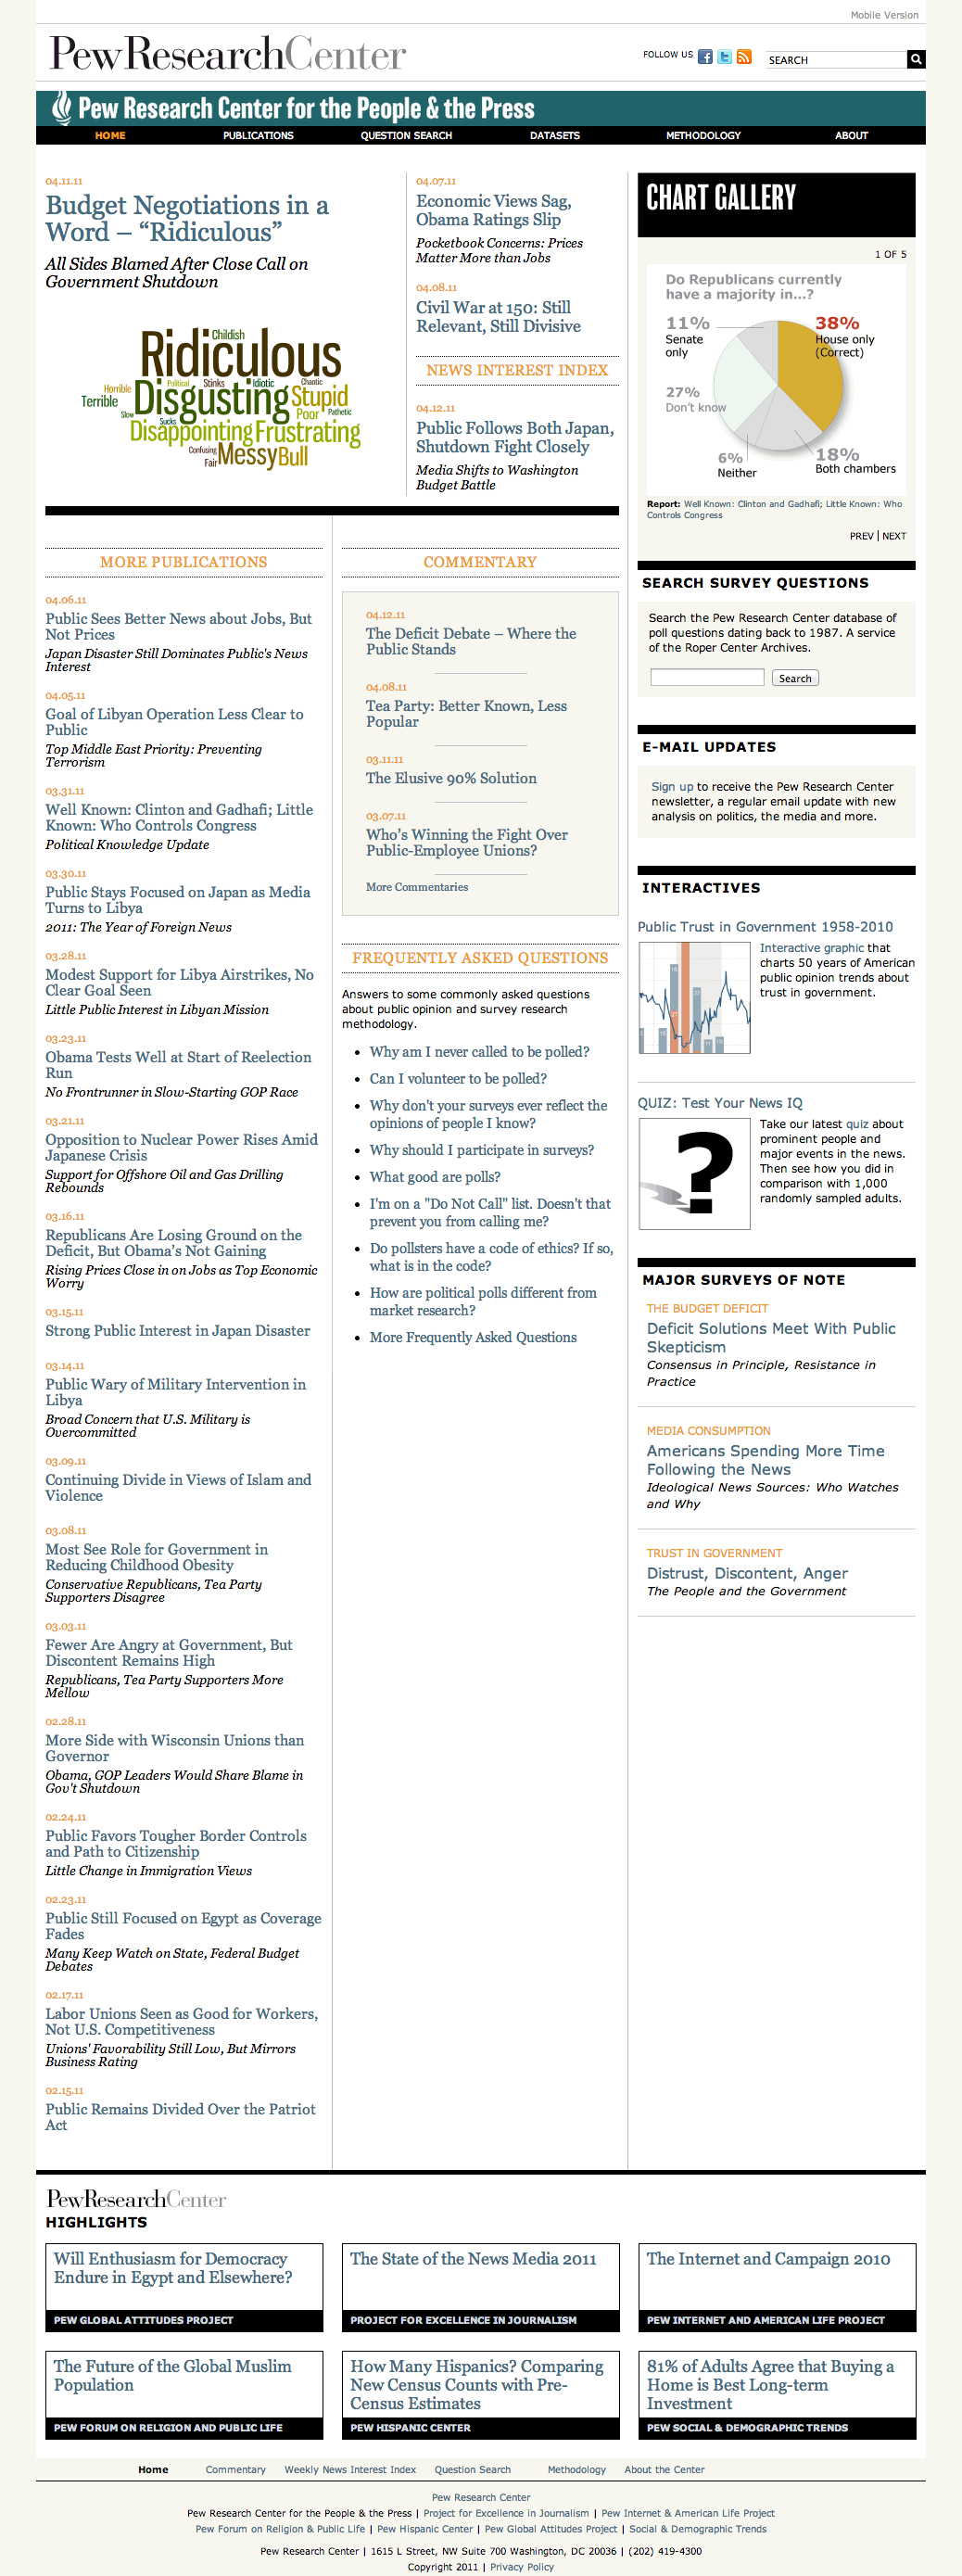 Mobile Version
PewResearchCenter
FOLLOW US
SEARCH
Pew Research Center for the People & the Press
HOME PUBLICATIONS QUESTION SEARCH DATASETS METHODOLOGY ABOUT
04.11.11
Budget Negotiations in a
Word – “Ridiculous”
All Sides Blamed After Close Call on
Government Shutdown
Childish
Ridiculous
Horrible Political Stinks Idiotic Chaotic
Terrible Disgusting Stupid
Slow Sucks Poor Pathetic
Disappointing Frustrating
Confusing
Fair Messy Bull
04.07.11
Economic Views Sag,
Obama Ratings Slip
Pocketbook Concerns: Prices
Matter More than Jobs
04.08.11
Civil War at 150: Still
Relevant, Still Divisive
NEWS INTEREST INDEX
04.12.11
Public Follows Both Japan,
Shutdown Fight Closely
Media Shifts to Washington
Budget Battle
MORE PUBLICATIONS
04.06.11
Public Sees Better News about Jobs, But
Not Prices
Japan Disaster Still Dominates Public's News
Interest
04.05.11
Goal of Libyan Operation Less Clear to
Public
Top Middle East Priority: Preventing
Terrorism
03.31.11
Well Known: Clinton and Gadhafi; Little
Known: Who Controls Congress
Political Knowledge Update
03.30.11
Public Stays Focused on Japan as Media
Turns to Libya
2011: The Year of Foreign News
03.28.11
Modest Support for Libya Airstrikes, No
Clear Goal Seen
Little Public Interest in Libyan Mission
03.23.11
Obama Tests Well at Start of Reelection
Run
No Frontrunner in Slow-Starting GOP Race
03.21.11
Opposition to Nuclear Power Rises Amid
Japanese Crisis
Support for Offshore Oil and Gas Drilling
Rebounds
03.16.11
Republicans Are Losing Ground on the
Deficit, But Obama’s Not Gaining
Rising Prices Close in on Jobs as Top Economic
Worry
03.15.11
Strong Public Interest in Japan Disaster
03.14.11
Public Wary of Military Intervention in
Libya
Broad Concern that U.S. Military is
Overcommitted
03.09.11
Continuing Divide in Views of Islam and
Violence
03.08.11
Most See Role for Government in
Reducing Childhood Obesity
Conservative Republicans, Tea Party
Supporters Disagree
03.03.11
Fewer Are Angry at Government, But
Discontent Remains High
Republicans, Tea Party Supporters More
Mellow
02.28.11
More Side with Wisconsin Unions than
Governor
Obama, GOP Leaders Would Share Blame in
Gov't Shutdown
02.24.11
Public Favors Tougher Border Controls
and Path to Citizenship
Little Change in Immigration Views
02.23.11
Public Still Focused on Egypt as Coverage
Fades
Many Keep Watch on State, Federal Budget
Debates
02.17.11
Labor Unions Seen as Good for Workers,
Not U.S. Competitiveness
Unions' Favorability Still Low, But Mirrors
Business Rating
02.15.11
Public Remains Divided Over the Patriot
Act
COMMENTARY
04.12.11
The Deficit Debate – Where the
Public Stands
04.08.11
Tea Party: Better Known, Less
Popular
03.11.11
The Elusive 90% Solution
03.07.11
Who’s Winning the Fight Over
Public-Employee Unions?
More Commentaries
FREQUENTLY ASKED QUESTIONS
Answers to some commonly asked questions
about public opinion and survey research
methodology.
• Why am I never called to be polled?
• Can I volunteer to be polled?
• Why don't your surveys ever reflect the
opinions of people I know?
• Why should I participate in surveys?
• What good are polls?
• I'm on a "Do Not Call" list. Doesn't that
prevent you from calling me?
• Do pollsters have a code of ethics? If so,
what is in the code?
• How are political polls different from
market research?
• More Frequently Asked Questions
CHART GALLERY
1 OF 5
Do Republicans currently
have a majority in...?
11%
Senate
only
38%
House only
(Correct)
27%
Don't know
6%
Neither
18%
Both chambers
Report: Well Known: Clinton and Gadhafi; Little Known: Who
Controls Congress
PREV | NEXT
SEARCH SURVEY QUESTIONS
Search the Pew Research Center database of
poll questions dating back to 1987. A service
of the Roper Center Archives.
Search
E-MAIL UPDATES
Sign up to receive the Pew Research Center
newsletter, a regular email update with new
analysis on politics, the media and more.
INTERACTIVES
Public Trust in Government 1958-2010
Interactive graphic that
charts 50 years of American
public opinion trends about
trust in government.
QUIZ: Test Your News IQ
?
Take our latest quiz about
prominent people and
major events in the news.
Then see how you did in
comparison with 1,000
randomly sampled adults.
MAJOR SURVEYS OF NOTE
THE BUDGET DEFICIT
Deficit Solutions Meet With Public
Skepticism
Consensus in Principle, Resistance in
Practice
MEDIA CONSUMPTION
Americans Spending More Time
Following the News
Ideological News Sources: Who Watches
and Why
TRUST IN GOVERNMENT
Distrust, Discontent, Anger
The People and the Government
PewResearchCenter
HIGHLIGHTS
Will Enthusiasm for Democracy
Endure in Egypt and Elsewhere?
PEW GLOBAL ATTITUDES PROJECT
The State of the News Media 2011
PROJECT FOR EXCELLENCE IN JOURNALISM
The Internet and Campaign 2010
PEW INTERNET AND AMERICAN LIFE PROJECT
The Future of the Global Muslim
Population
PEW FORUM ON RELIGION AND PUBLIC LIFE
How Many Hispanics? Comparing
New Census Counts with Pre-
Census Estimates
PEW HISPANIC CENTER
81% of Adults Agree that Buying a
Home is Best Long-term
Investment
PEW SOCIAL & DEMOGRAPHIC TRENDS
Home Commentary Weekly News Interest Index Question Search Methodology About the Center
Pew Research Center
Pew Research Center for the People & the Press | Project for Excellence in Journalism | Pew Internet & American Life Project
Pew Forum on Religion & Public Life | Pew Hispanic Center | Pew Global Attitudes Project | Social & Demographic Trends
Pew Research Center | 1615 L Street, NW Suite 700 Washington, DC 20036 | (202) 419-4300
Copyright 2011 | Privacy Policy